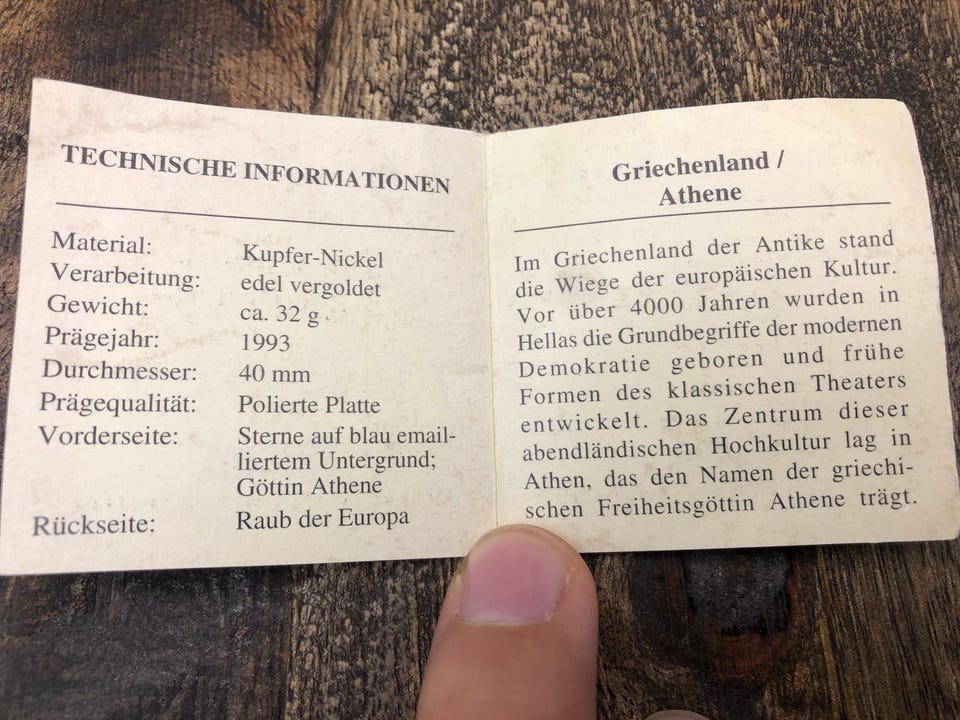 TECHNISCHE INFORMATIONEN
Material: Kupfer-Nickel
Verarbeitung: edel vergoldet
Gewicht: ca. 32 g
Prägejahr: 1993
Durchmesser: 40 mm
Prägequalität: Polierte Platte
Vorderseite: Sterne auf blau email-
liertem Untergrund;
Göttin Athene
Rückseite: Raub der Europa
Griechenland /
Athene
Im Griechenland der Antike stand
die Wiege der europäischen Kultur.
Vor über 4000 Jahren wurden in
Hellas die Grundbegriffe der modernen
Demokratie geboren und frühe
Formen des klassischen Theaters
entwickelt. Das Zentrum dieser
abendländischen Hochkultur lag in
Athen, das den Namen der griechi-
schen Freiheitsgöttin Athene trägt.